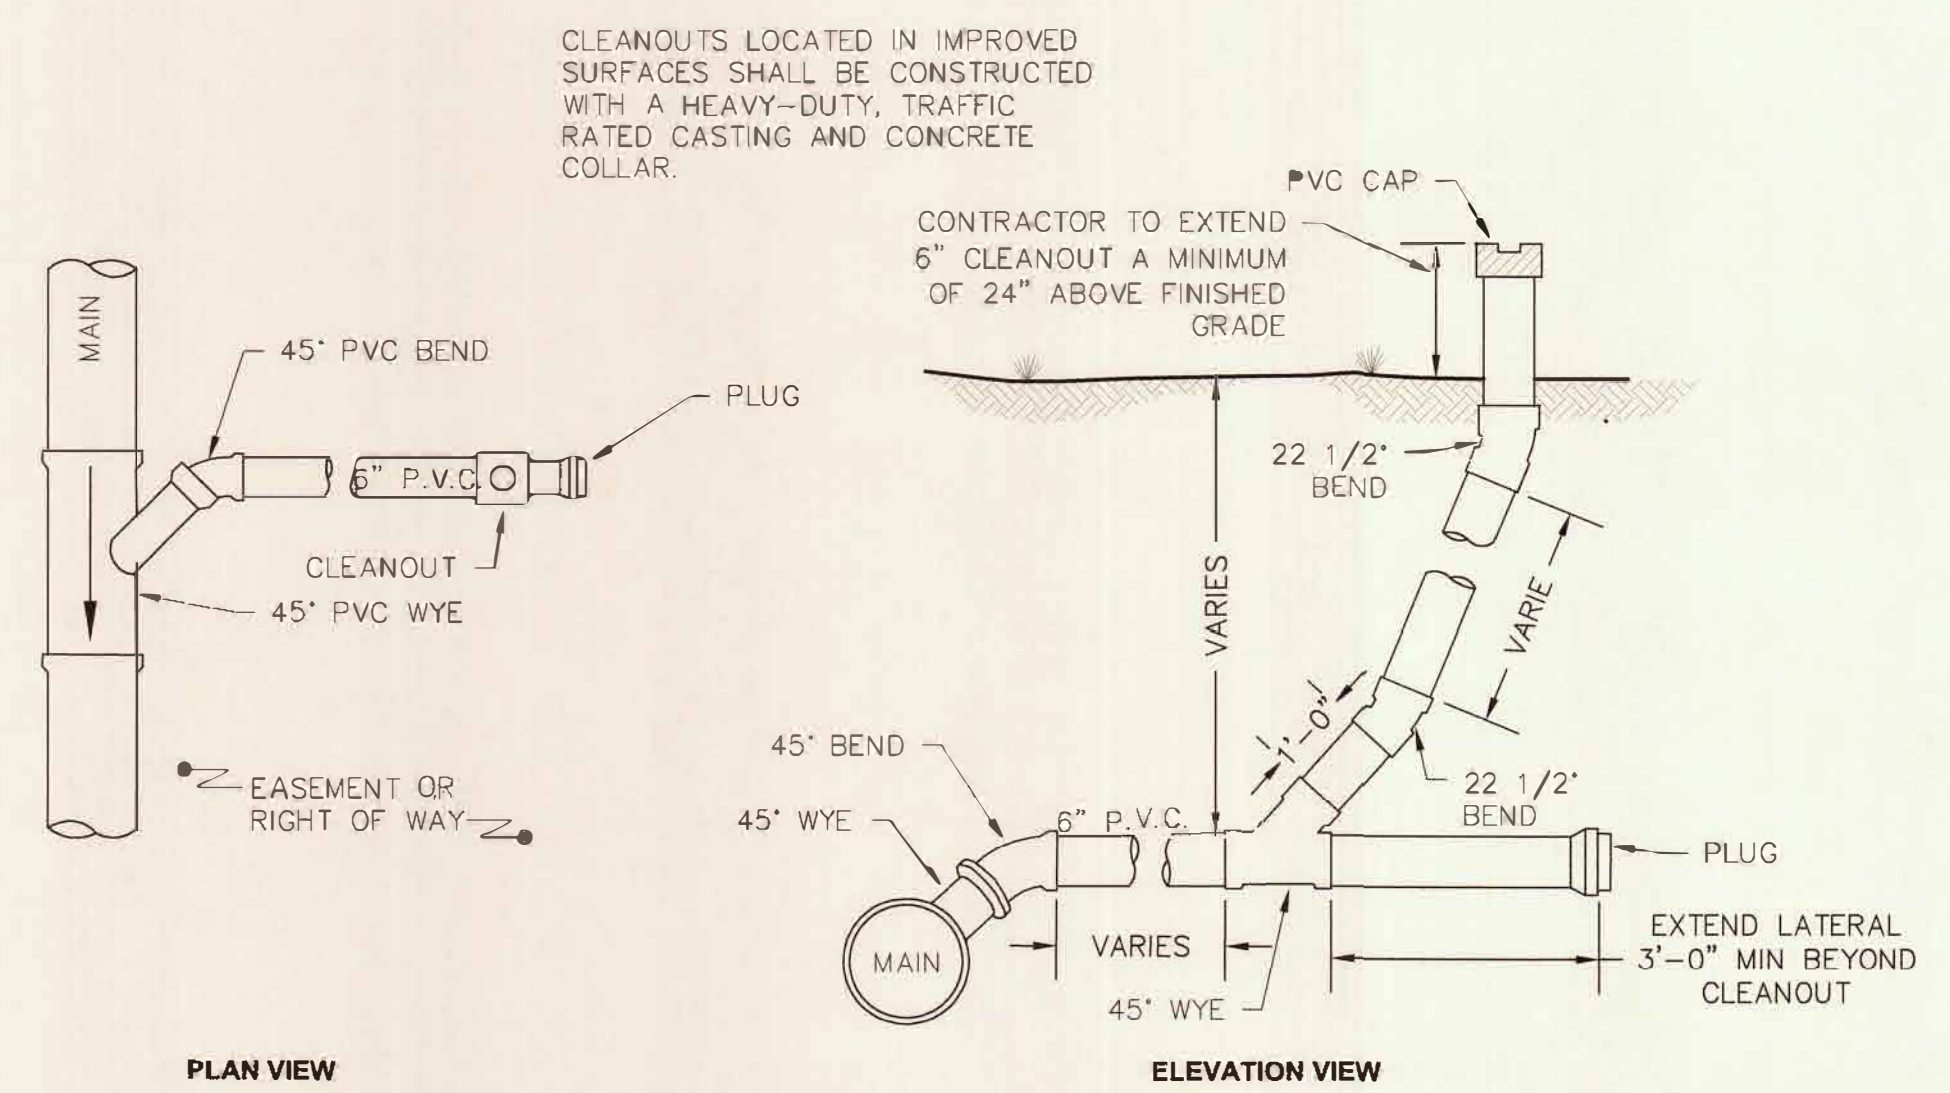 CLEANOUTS LOCATED IN IMPROVED
SURFACES SHALL BE CONSTRUCTED
WITH A HEAVY-DUTY, TRAFFIC
RATED CASTING AND CONCRETE
COLLAR.
MAIN
45° PVC BEND
PLUG
6" P.V.C.
CLEANOUT
45° PVC WYE
EASEMENT OR
RIGHT OF WAY
PLAN VIEW
PVC CAP
CONTRACTOR TO EXTEND
6" CLEANOUT A MINIMUM
OF 24" ABOVE FINISHED
GRADE
22 1/2°
BEND
VARIES
VARIE
1'-0"
45° BEND
45° WYE
6" P.V.C.
22 1/2°
BEND
PLUG
MAIN
VARIES
45° WYE
EXTEND LATERAL
3'-0" MIN BEYOND
CLEANOUT
ELEVATION VIEW